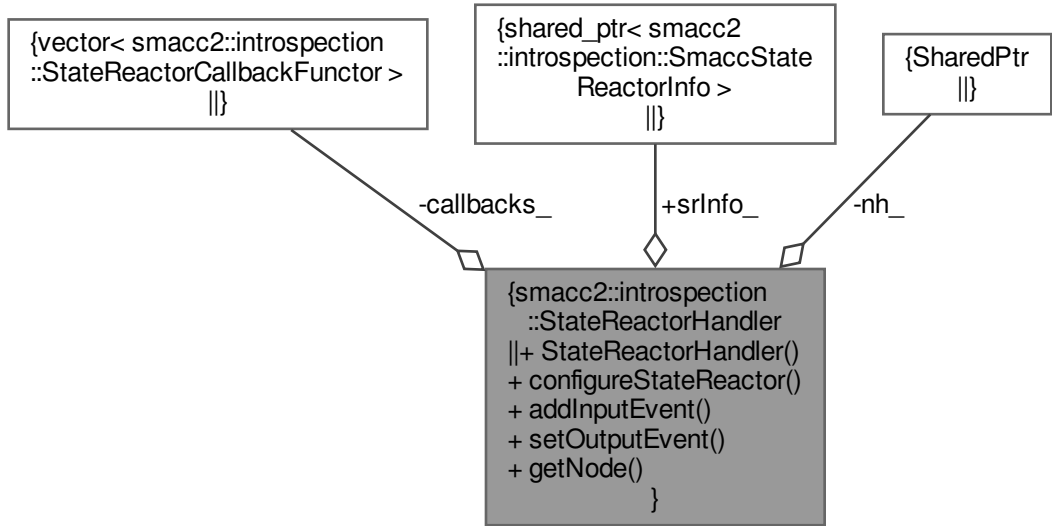 {vector< smacc2::introspection
::StateReactorCallbackFunctor >
||}
{shared_ptr< smacc2
::introspection::SmaccState
ReactorInfo >
||}
{SharedPtr
||}
-callbacks_
+srInfo_
-nh_
{smacc2::introspection
::StateReactorHandler
||+ StateReactorHandler()
+ configureStateReactor()
+ addInputEvent()
+ setOutputEvent()
+ getNode()
}